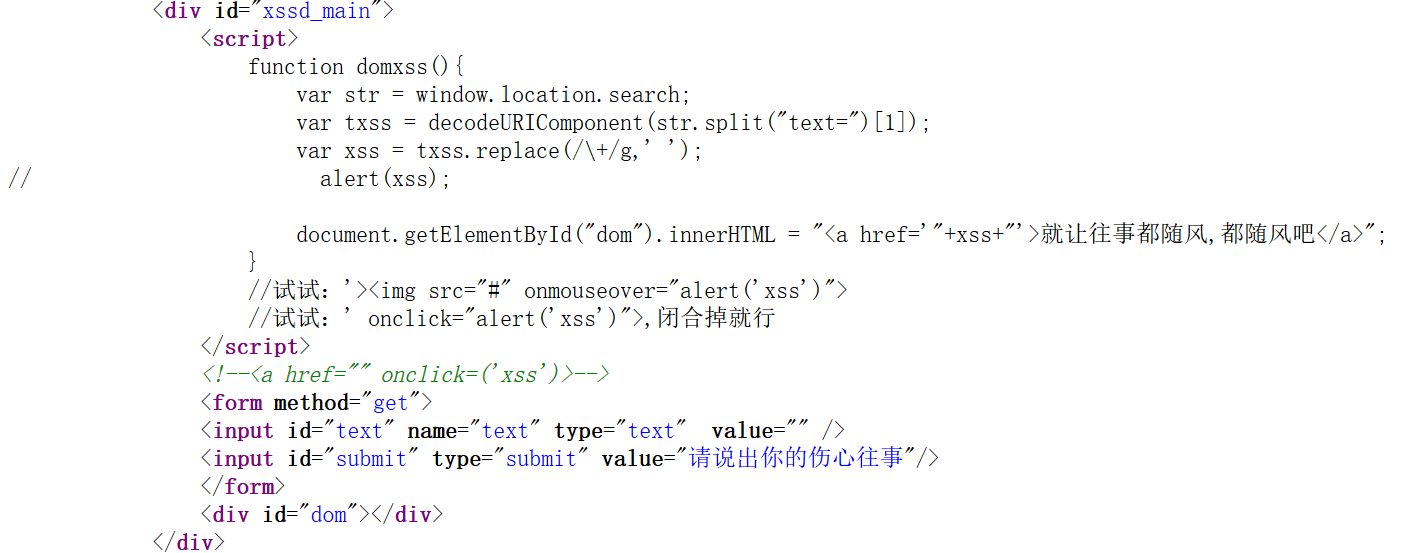 <div id="xssd_main">
<script>
function domxss(){
var str = window.location.search;
var txss = decodeURIComponent(str.split("text=")[1]);
var xss = txss.replace(/\+/g,' ');
// alert(xss);
document.getElementById("dom").innerHTML = "<a href='"+xss+"'>就让往事都随风,都随风吧</a>";
}
//试试：'><img src="#" onmouseover="alert('xss')">
//试试：' onclick="alert('xss')">,闭合掉就行
</script>
<!--<a href="" onclick=('xss')>-->
<form method="get">
<input id="text" name="text" type="text"  value="" />
<input id="submit" type="submit" value="请说出你的伤心往事"/>
</form>
<div id="dom"></div>
</div>